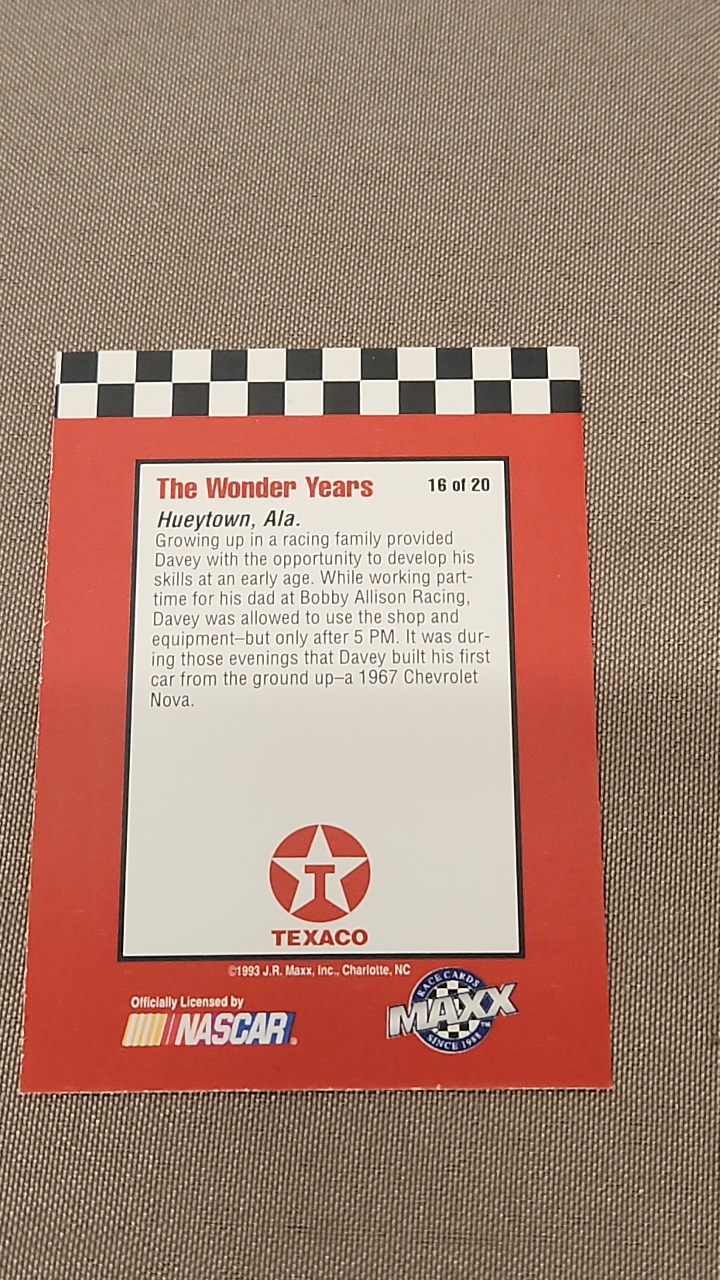 The Wonder Years
16 of 20
Hueytown, Ala.
Growing up in a racing family provided
Davey with the opportunity to develop his
skills at an early age. While working part-
time for his dad at Bobby Allison Racing,
Davey was allowed to use the shop and
equipment–but only after 5 PM. It was dur-
ing those evenings that Davey built his first
car from the ground up–a 1967 Chevrolet
Nova.
T
TEXACO
©1993 J.R. Maxx, Inc., Charlotte, NC
Officially Licensed by
NASCAR®
RACE CARDS
MAXX™
SINCE 1988